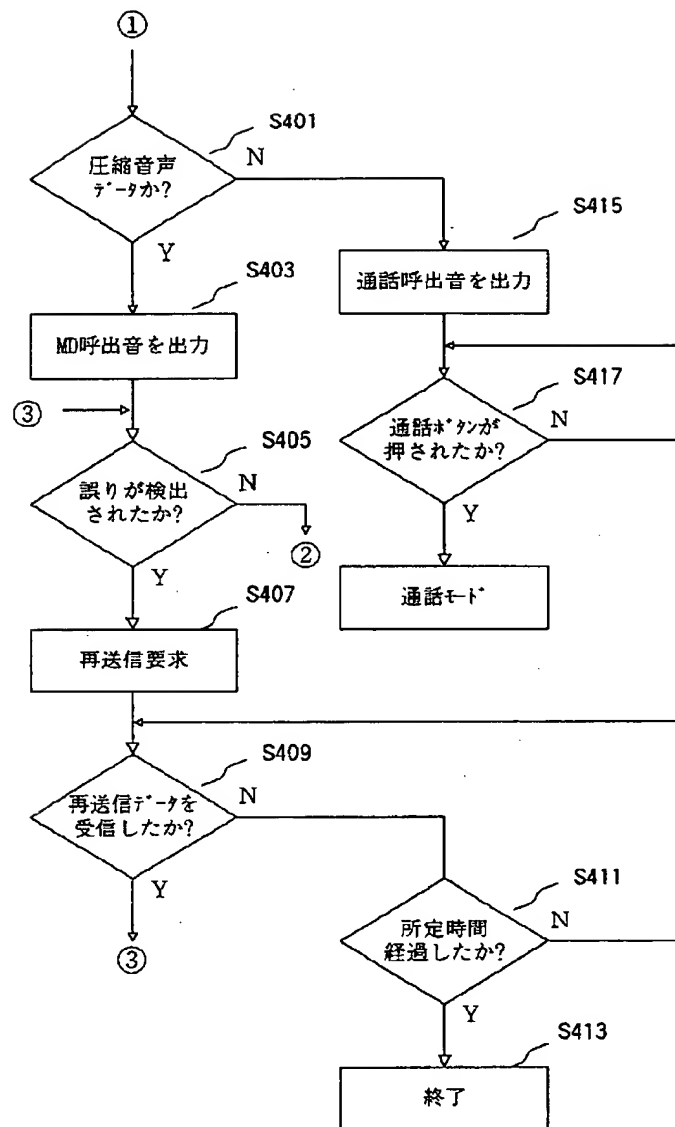 ①
S401
圧縮音声
データか?
N
Y
S415
通話呼出音を出力
S403
MD呼出音を出力
S417
通話ボタンが
押されたか?
N
Y
③
S405
誤りが検出
されたか?
N
②
Y
通話モード
S407
再送信要求
S409
再送信データを
受信したか?
N
Y
③
S411
所定時間
経過したか?
N
Y
S413
終了